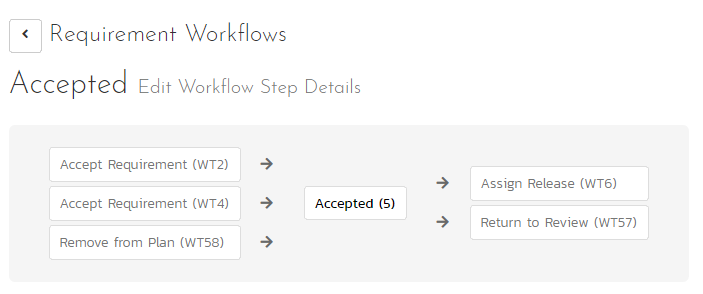 Requirement Workflows
Accepted Edit Workflow Step Details
Accept Requirement (WT2)
Accept Requirement (WT4)
Remove from Plan (WT58)
Accepted (5)
Assign Release (WT6)
Return to Review (WT57)